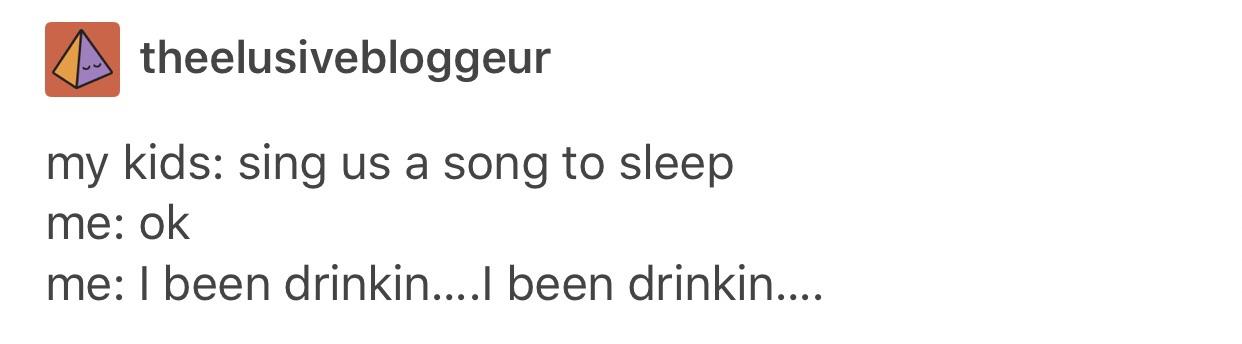 theelusivebloggeur
my kids: sing us a song to sleep
me: ok
me: I been drinkin....I been drinkin....